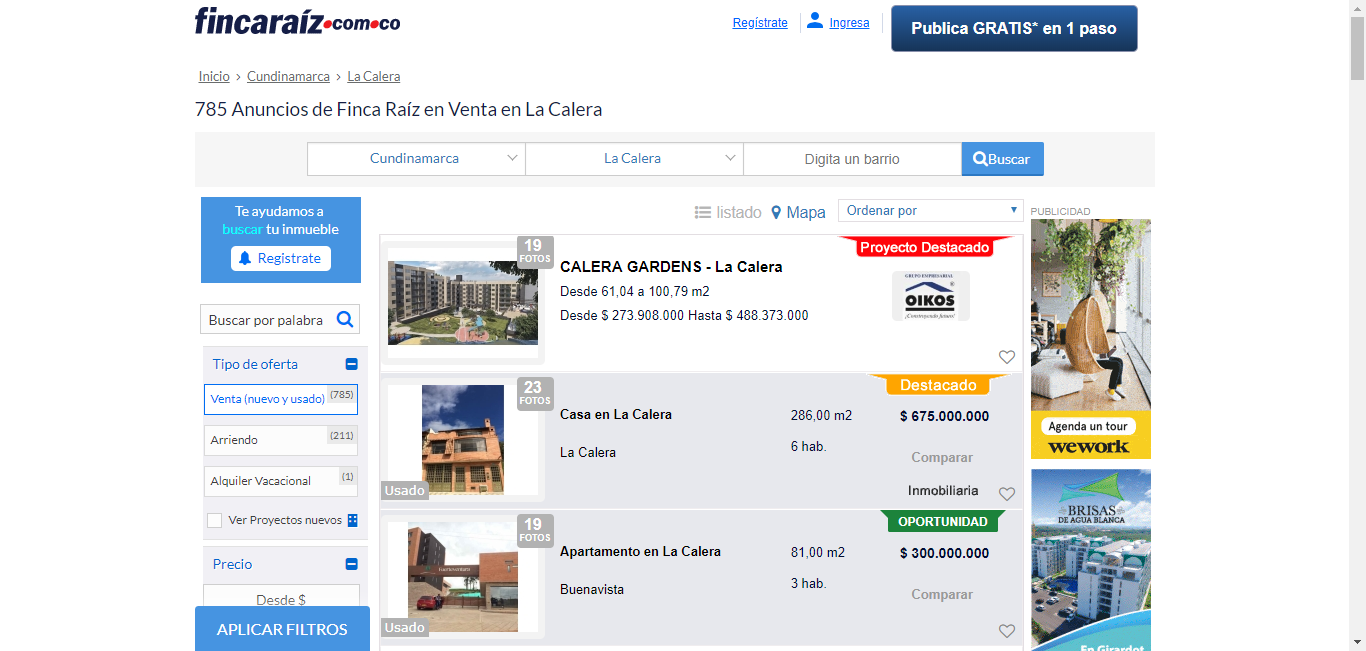 fincaraíz.com.co
Regístrate
Ingresa
Publica GRATIS* en 1 paso
Inicio › Cundinamarca › La Calera
785 Anuncios de Finca Raíz en Venta en La Calera
Cundinamarca
La Calera
Digita un barrio
Buscar
Te ayudamos a
buscar tu inmueble
Registrate
Buscar por palabra
Tipo de oferta
Venta (nuevo y usado) (785)
Arriendo (211)
Alquiler Vacacional (1)
Ver Proyectos nuevos
Precio
Desde $
APLICAR FILTROS
listado
Mapa
Ordenar por
19
FOTOS
CALERA GARDENS - La Calera
Desde 61,04 a 100,79 m2
Desde $ 273.908.000 Hasta $ 488.373.000
Proyecto Destacado
GRUPO EMPRESARIAL
OIKOS
¡Construyendo futuro!
23
FOTOS
Usado
Casa en La Calera
La Calera
286,00 m2
6 hab.
Destacado
$ 675.000.000
Comparar
Inmobiliaria
19
FOTOS
Usado
Apartamento en La Calera
Buenavista
81,00 m2
3 hab.
OPORTUNIDAD
$ 300.000.000
Comparar
PUBLICIDAD
Agenda un tour
wework
BRISAS
DE AGUA BLANCA
En Girardot